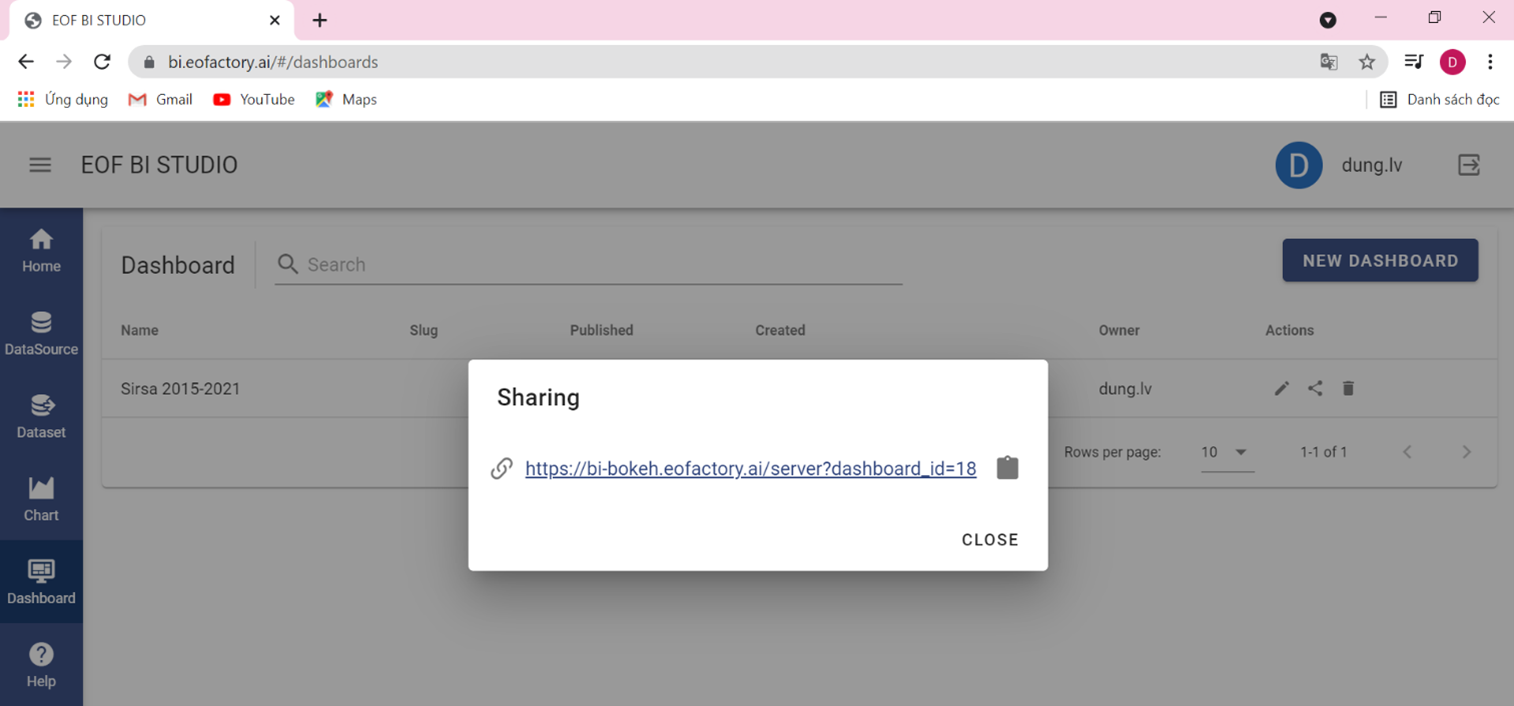 EOF BI STUDIO
bi.eofactory.ai/#/dashboards
D
Ứng dụng Gmail YouTube Maps Danh sách đọc
EOF BI STUDIO D dung.lv
Home
DataSource
Dataset
Chart
Dashboard
Help
Dashboard Search NEW DASHBOARD
Name Slug Published Created Owner Actions
Sirsa 2015-2021 dung.lv
Rows per page: 10 1-1 of 1
Sharing
https://bi-bokeh.eofactory.ai/server?dashboard_id=18
CLOSE